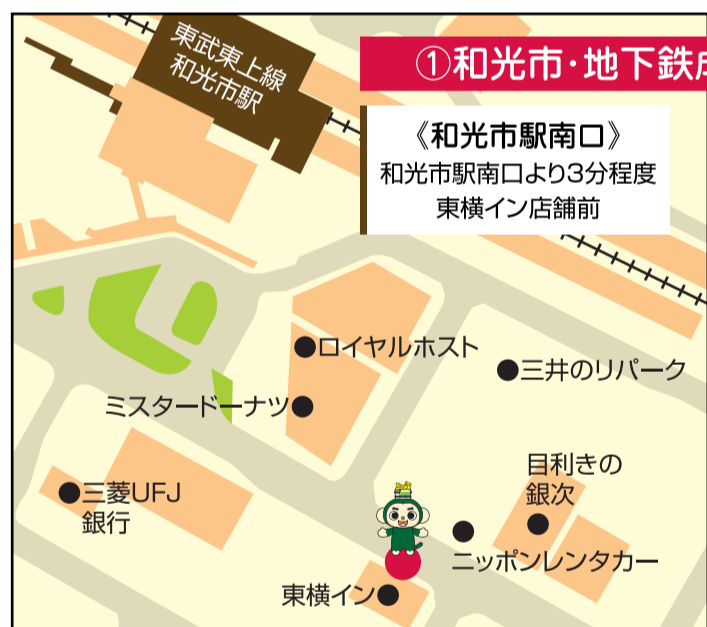 東武東上線
和光市駅
①和光市・地下鉄成
《和光市駅南口》
和光市駅南口より3分程度
東横イン店舗前
ロイヤルホスト
三井のリパーク
ミスタードーナツ
目利きの
銀次
三菱UFJ
銀行
ニッポンレンタカー
東横イン